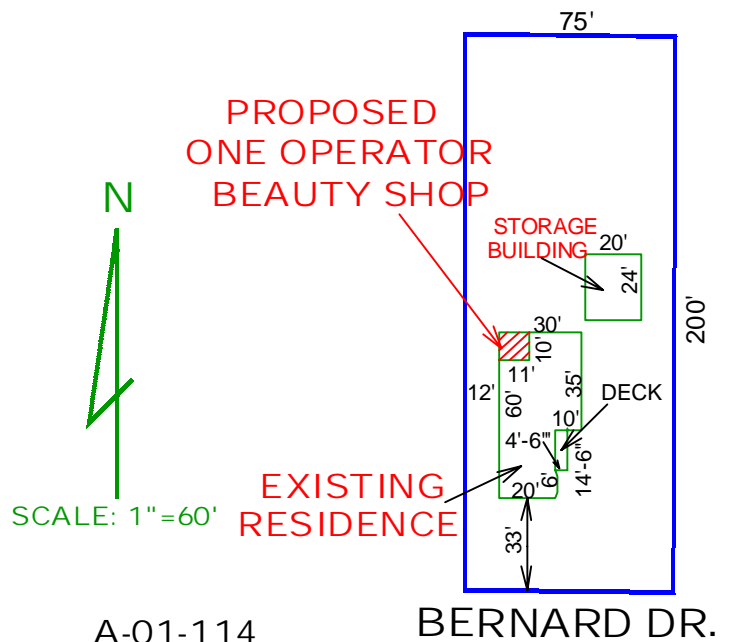 75'
PROPOSED
ONE OPERATOR
BEAUTY SHOP
N
STORAGE
BUILDING
20'
24'
200'
30'
10'
11'
12'
60'
35'
DECK
10'
4'-6"'
14'-6"'
6'
20'
EXISTING
RESIDENCE
33'
SCALE: 1"=60'
A-01-114
BERNARD DR.